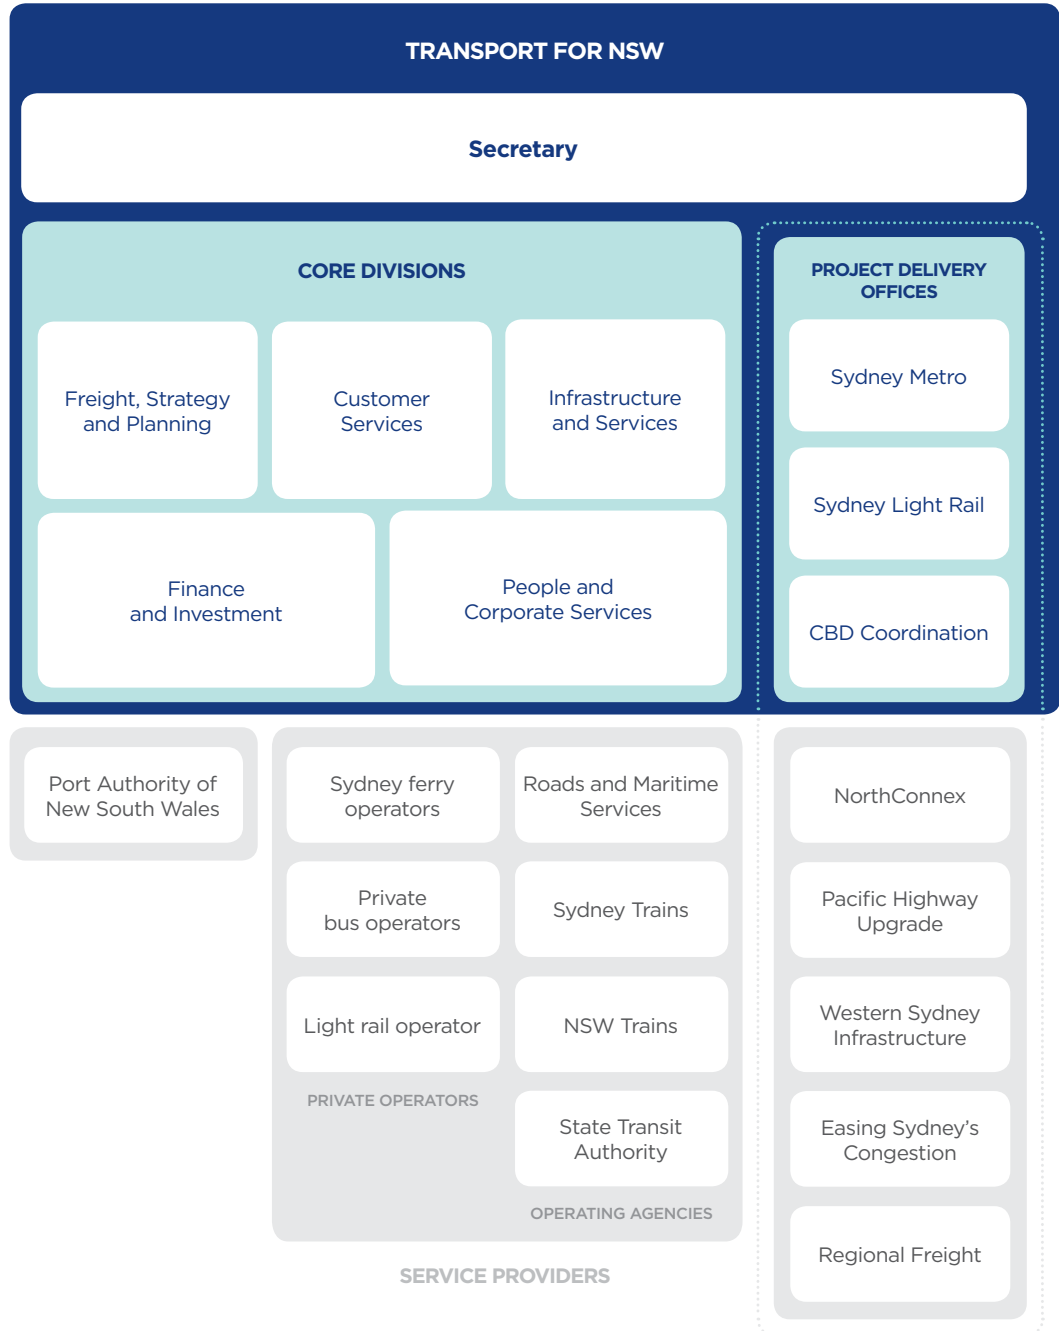 TRANSPORT FOR NSW
Secretary
CORE DIVISIONS
Freight, Strategy
and Planning
Customer
Services
Infrastructure
and Services
Finance
and Investment
People and
Corporate Services
PROJECT DELIVERY
OFFICES
Sydney Metro
Sydney Light Rail
CBD Coordination
Port Authority of
New South Wales
Sydney ferry
operators
Private
bus operators
Light rail operator
PRIVATE OPERATORS
Roads and Maritime
Services
Sydney Trains
NSW Trains
State Transit
Authority
OPERATING AGENCIES
SERVICE PROVIDERS
NorthConnex
Pacific Highway
Upgrade
Western Sydney
Infrastructure
Easing Sydney’s
Congestion
Regional Freight